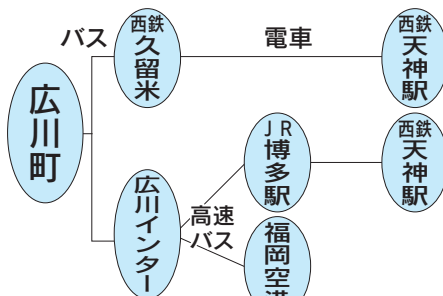 バス
西鉄
久留米
電車
西鉄
天神駅
広川町
JR
博多駅
西鉄
天神駅
広川インター
高速
バス
福岡空港